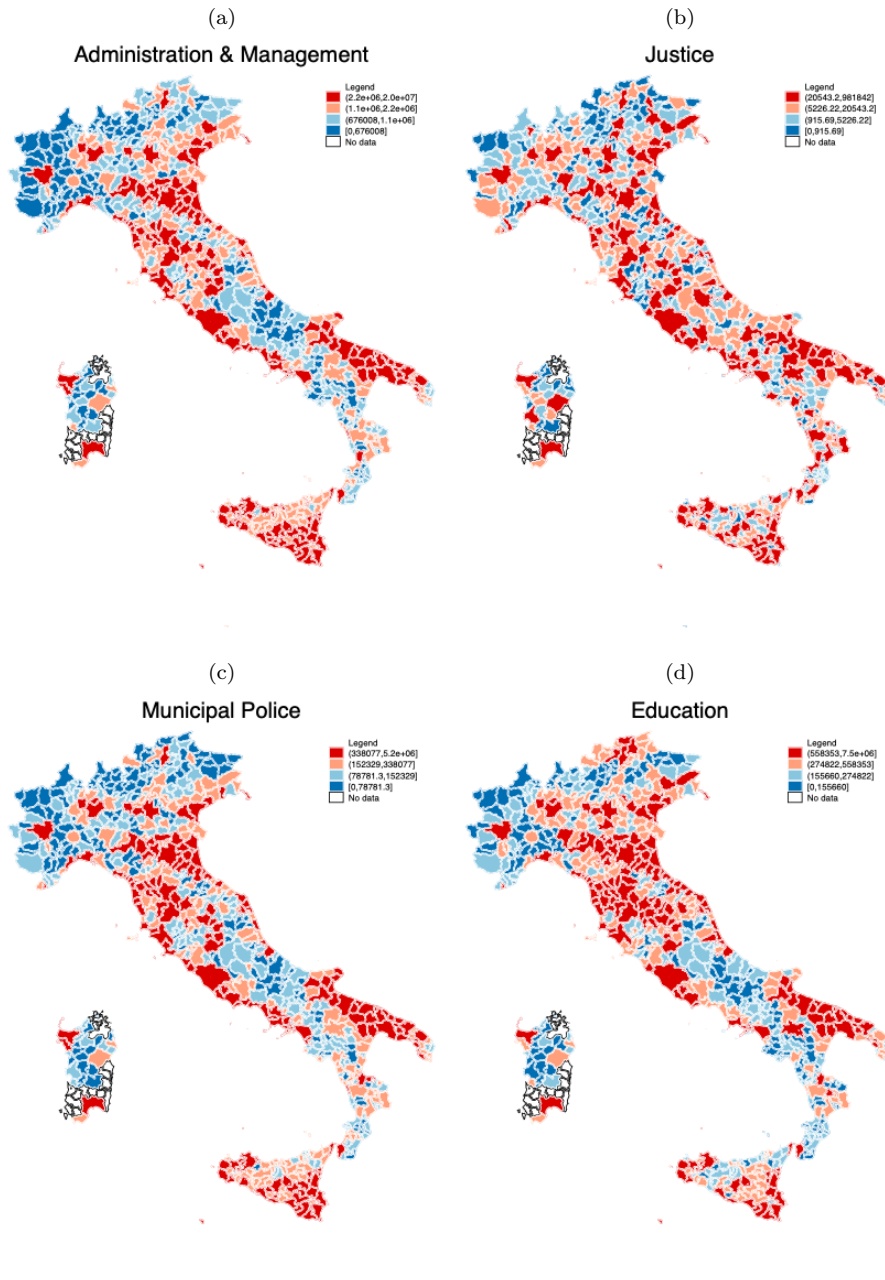 (a)
Administration & Management
Legend
(2.2e+06,2.0e+07]
(1.1e+06,2.2e+06]
(676008,1.1e+06]
[0,676008]
No data
(b)
Justice
Legend
(20543.2,981842]
(5226.22,20543.2]
(915.69,5226.22]
[0,915.69]
No data
(c)
Municipal Police
Legend
(338077,5.2e+06]
(152329,338077]
(78781.3,152329]
[0,78781.3]
No data
(d)
Education
Legend
(558353,7.5e+06]
(274822,558353]
(155660,274822]
[0,155660]
No data